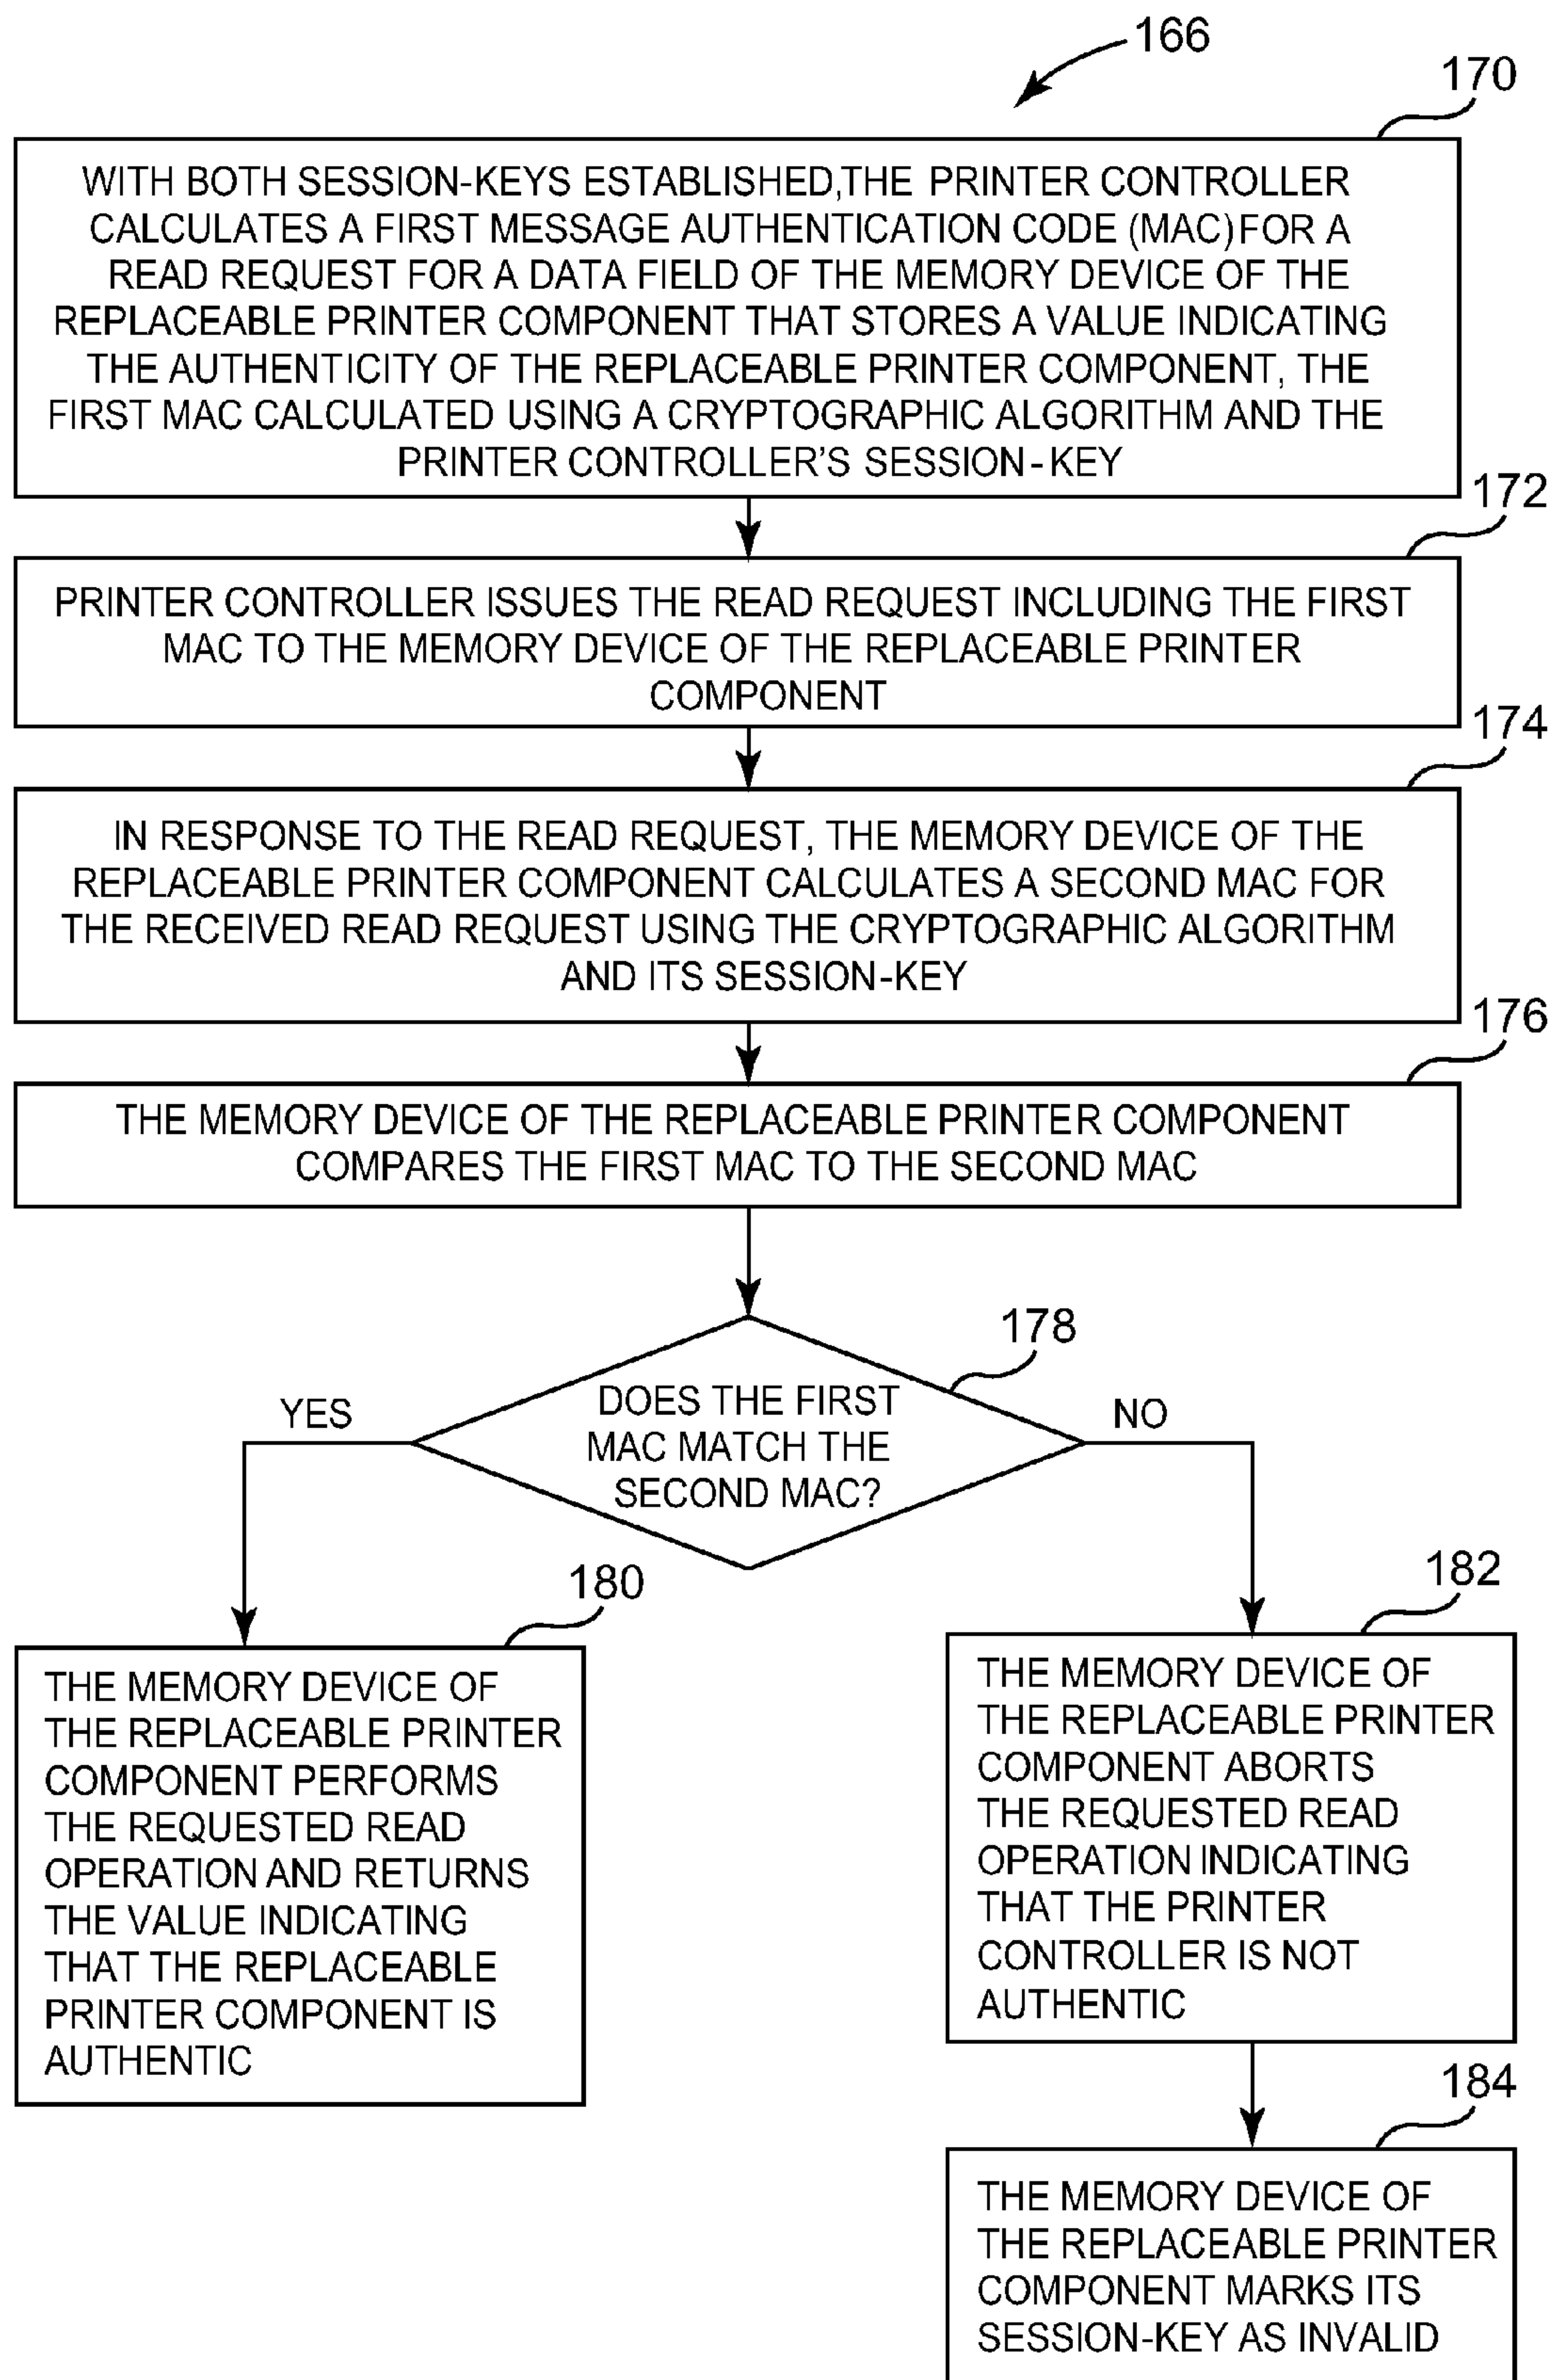 166
170
WITH BOTH SESSION-KEYS ESTABLISHED,THE PRINTER CONTROLLER
CALCULATES A FIRST MESSAGE AUTHENTICATION CODE (MAC) FOR A
READ REQUEST FOR A DATA FIELD OF THE MEMORY DEVICE OF THE
REPLACEABLE PRINTER COMPONENT THAT STORES A VALUE INDICATING
THE AUTHENTICITY OF THE REPLACEABLE PRINTER COMPONENT, THE
FIRST MAC CALCULATED USING A CRYPTOGRAPHIC ALGORITHM AND THE
PRINTER CONTROLLER'S SESSION-KEY
172
PRINTER CONTROLLER ISSUES THE READ REQUEST INCLUDING THE FIRST
MAC TO THE MEMORY DEVICE OF THE REPLACEABLE PRINTER
COMPONENT
174
IN RESPONSE TO THE READ REQUEST, THE MEMORY DEVICE OF THE
REPLACEABLE PRINTER COMPONENT CALCULATES A SECOND MAC FOR
THE RECEIVED READ REQUEST USING THE CRYPTOGRAPHIC ALGORITHM
AND ITS SESSION-KEY
176
THE MEMORY DEVICE OF THE REPLACEABLE PRINTER COMPONENT
COMPARES THE FIRST MAC TO THE SECOND MAC
178
DOES THE FIRST
MAC MATCH THE
SECOND MAC?
YES
NO
180
THE MEMORY DEVICE OF
THE REPLACEABLE PRINTER
COMPONENT PERFORMS
THE REQUESTED READ
OPERATION AND RETURNS
THE VALUE INDICATING
THAT THE REPLACEABLE
PRINTER COMPONENT IS
AUTHENTIC
182
THE MEMORY DEVICE OF
THE REPLACEABLE PRINTER
COMPONENT ABORTS
THE REQUESTED READ
OPERATION INDICATING
THAT THE PRINTER
CONTROLLER IS NOT
AUTHENTIC
184
THE MEMORY DEVICE OF
THE REPLACEABLE PRINTER
COMPONENT MARKS ITS
SESSION-KEY AS INVALID